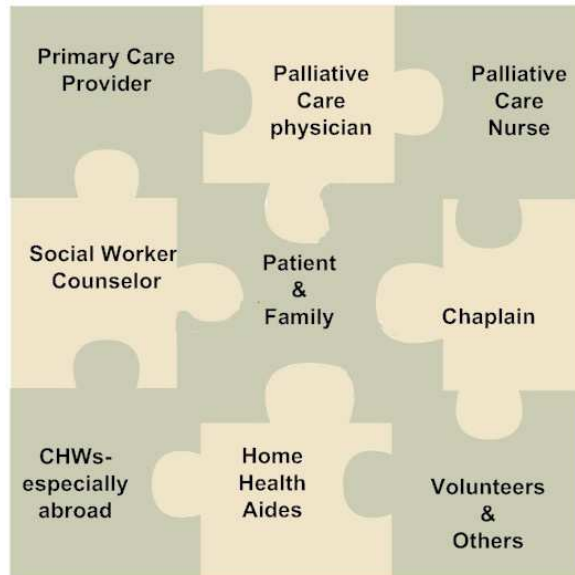 Primary Care
Provider
Palliative
Care
physician
Palliative
Care
Nurse
Social Worker
Counselor
Patient
&
Family
Chaplain
CHWs-
especially
abroad
Home
Health
Aides
Volunteers
&
Others